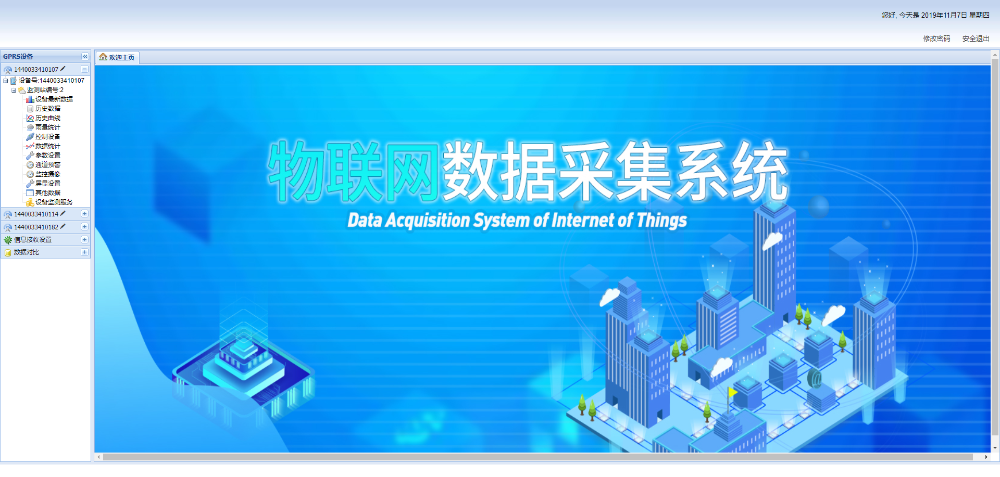 您好, 今天是 2019年11月7日 星期四
修改密码 安全退出
GPRS设备
欢迎主页
1440033410107
设备号:1440033410107
监测站编号:2
设备最新数据
历史数据
历史曲线
雨量统计
控制设备
数据统计
参数设置
通道预警
监控摄像
屏显设置
其他数据
设备监测服务
1440033410114
1440033410182
信息接收设置
数据对比
物联网数据采集系统
Data Acquisition System of Internet of Things
@